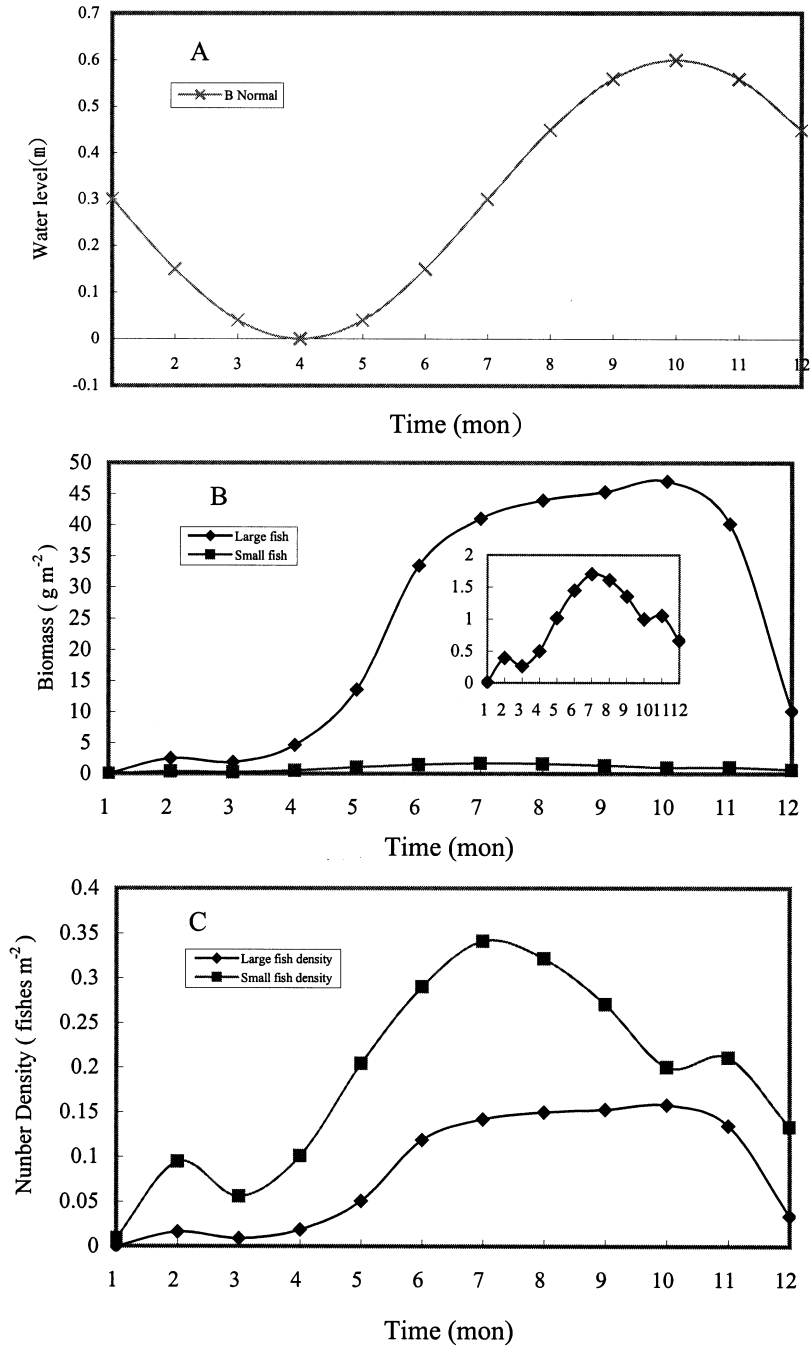 0.7
A
0.6
B Normal
0.5
0.4
0.3
0.2
0.1
0
2 3 4 5 6 7 8 9 10 11 12
-0.1
Water level(m)
Time (mon)
50
B
45
Large fish
Small fish
40
35
30
25
20
15
10
5
0
2
1.5
1
0.5
0
1 2 3 4 5 6 7 8 9 10 11 12
Biomass ( g m-2)
1 2 3 4 5 6 7 8 9 10 11 12
Time (mon)
0.4
C
0.35
Large fish density
Small fish density
0.3
0.25
0.2
0.15
0.1
0.05
0
Nunber Density ( fishes m-2 )
1 2 3 4 5 6 7 8 9 10 11 12
Time (mon)